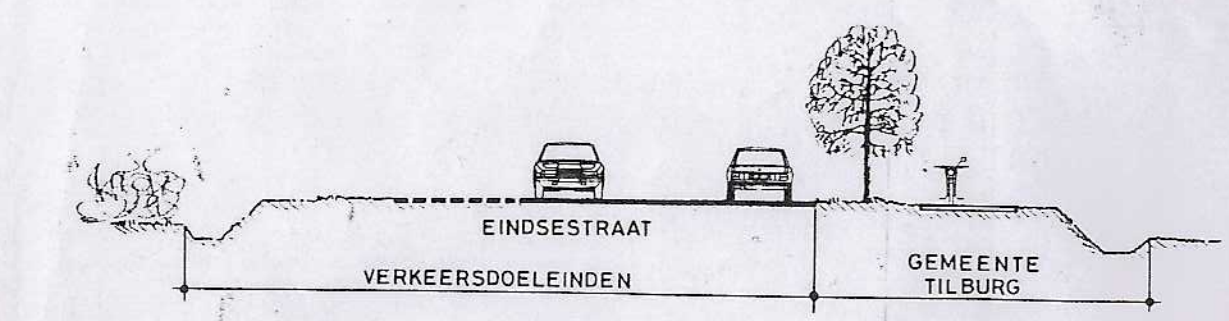 EINDSESTRAAT
VERKEERSDOELEINDEN
GEMEENTE
TILBURG